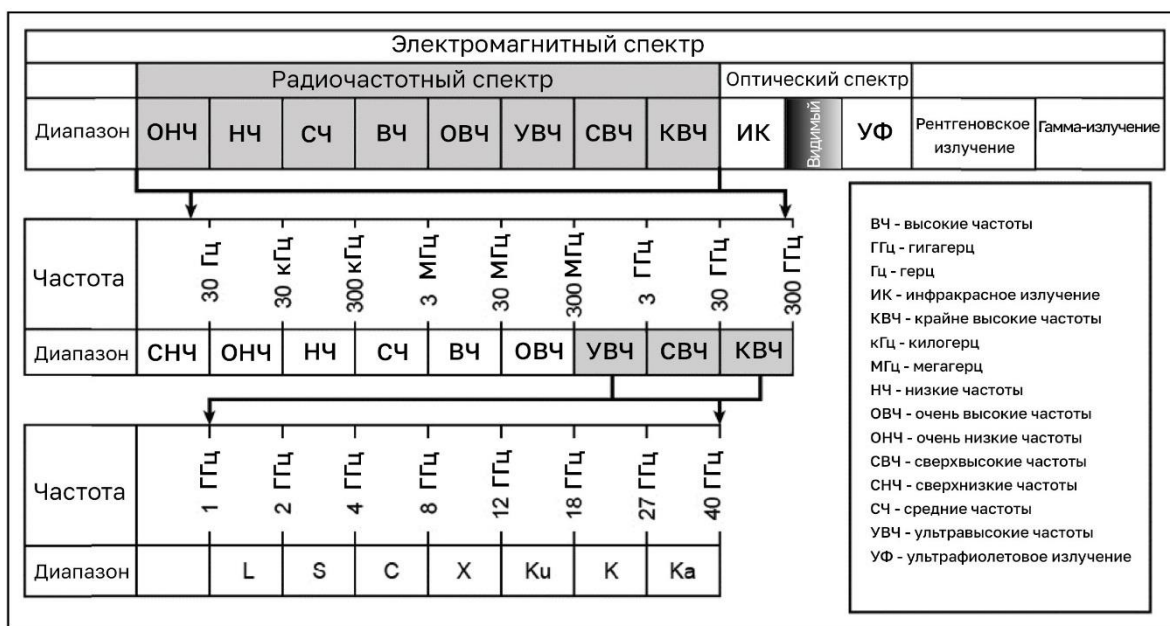 Электромагнитный спектр
Радиочастотный спектр Оптический спектр
Диапазон ОНЧ НЧ СЧ ВЧ ОВЧ УВЧ СВЧ КВЧ ИК Видимый УФ Рентгеновское излучение Гамма-излучение
Частота 30 Гц 30 кГц 300 кГц 3 МГц 30 МГц 300 МГц 3 ГГц 30 ГГц 300 ГГц
Диапазон СНЧ ОНЧ НЧ СЧ ВЧ ОВЧ УВЧ СВЧ КВЧ
Частота 1 ГГц 2 ГГц 4 ГГц 8 ГГц 12 ГГц 18 ГГц 27 ГГц 40 ГГц
Диапазон L S C X Ku K Ka
ВЧ - высокие частоты
ГГц - гигагерц
Гц - герц
ИК - инфракрасное излучение
КВЧ - крайне высокие частоты
кГц - килогерц
МГц - мегагерц
НЧ - низкие частоты
ОВЧ - очень высокие частоты
ОНЧ - очень низкие частоты
СВЧ - сверхвысокие частоты
СНЧ - сверхнизкие частоты
СЧ - средние частоты
УВЧ - ультравысокие частоты
УФ - ультрафиолетовое излучение